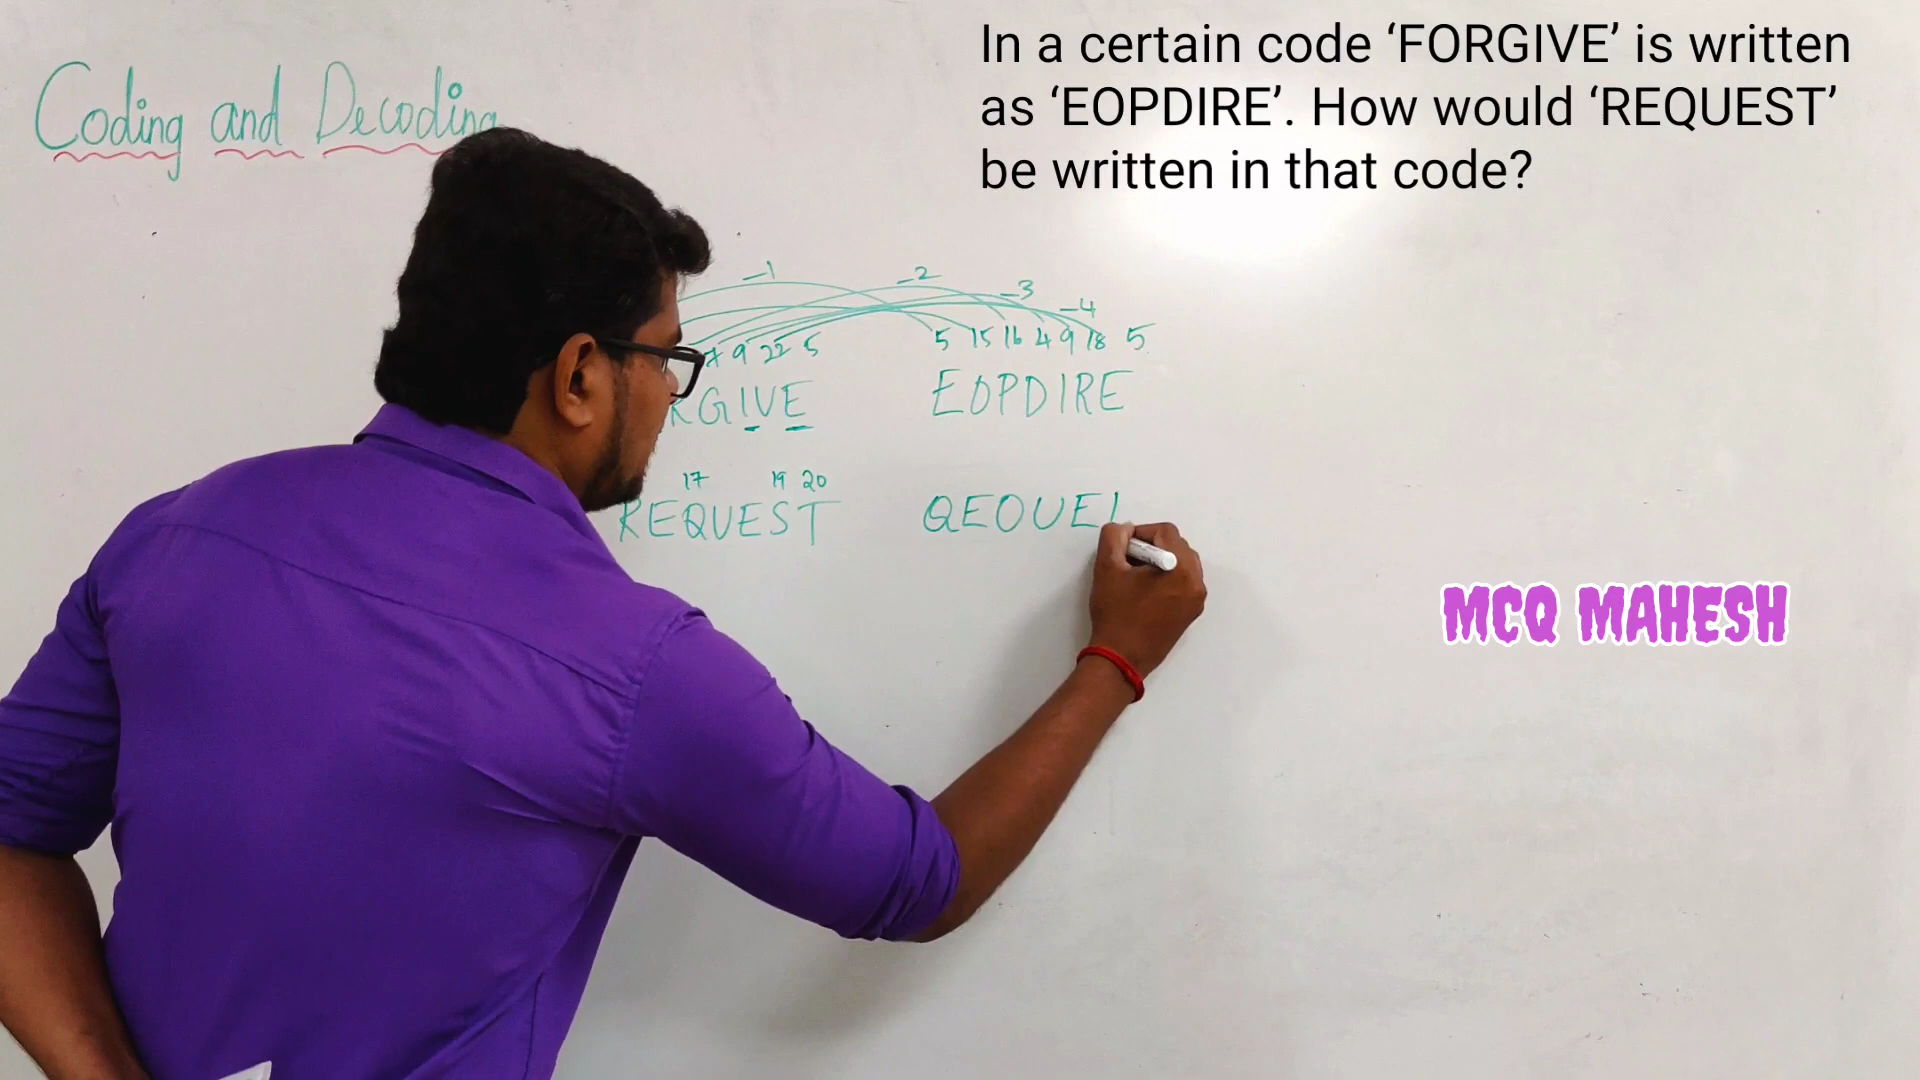 In a certain code ‘FORGIVE’ is written
as ‘EOPDIRE’. How would ‘REQUEST’
be written in that code?
Coding and Decoding
-1 -2 -3 -4
7 9 22 5 5 15 16 4 9 18 5
RGIVE EOPDIRE
17 19 20
REQUEST QEOUE
MCQ MAHESH